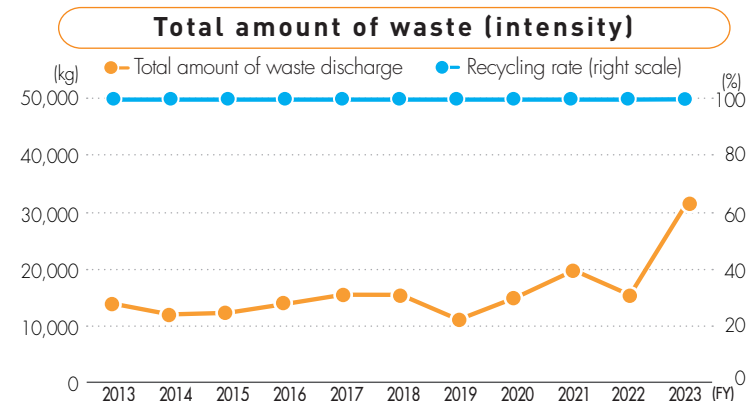 Total amount of waste (intensity)
Total amount of waste discharge
Recycling rate (right scale)
(kg)
(%)
50,000
100
40,000
80
30,000
60
20,000
40
10,000
20
0
0
2013 2014 2015 2016 2017 2018 2019 2020 2021 2022 2023 (FY)